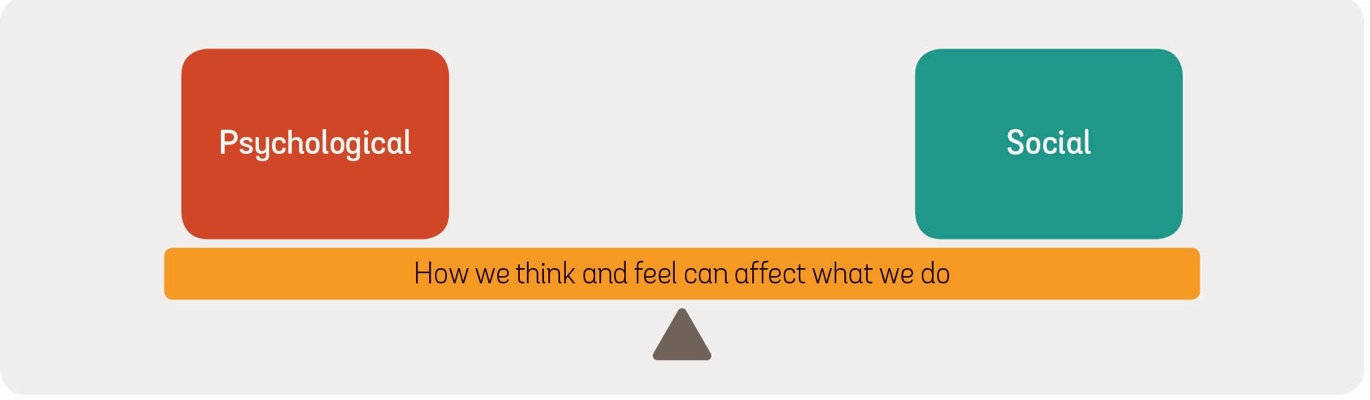 Psychological
Social
How we think and feel can affect what we do